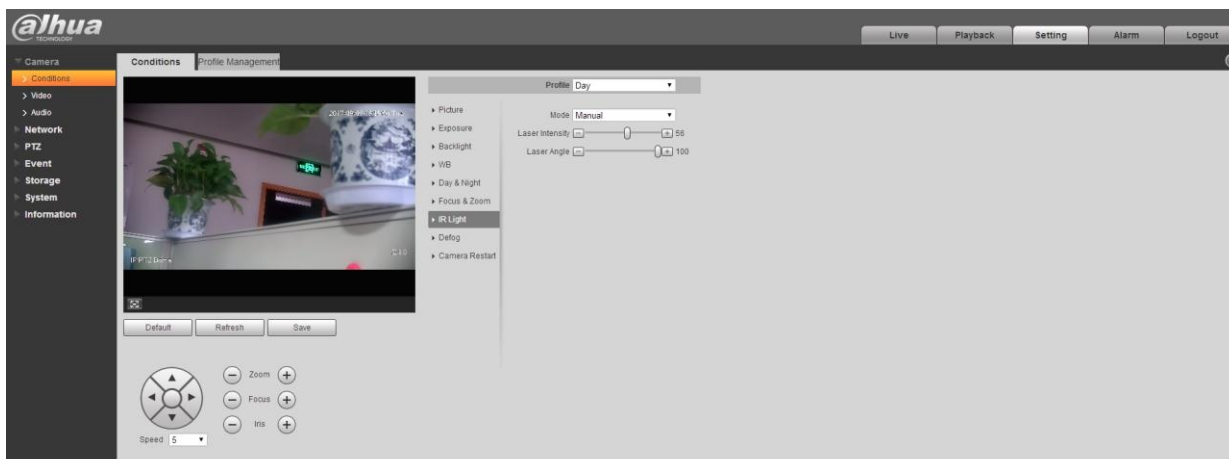 alhua
TECHNOLOGY
Live Playback Setting Alarm Logout
Camera
Conditions
Video
Audio
Network
PTZ
Event
Storage
System
Information
Conditions Profile Management
IP PTZ Dome
Default Refresh Save
Zoom
Focus
Iris
Speed 5
Profile Day
Picture
Exposure
Backlight
WB
Day & Night
Focus & Zoom
IR Light
Defog
Camera Restart
Mode Manual
Laser Intensity 56
Laser Angle 100